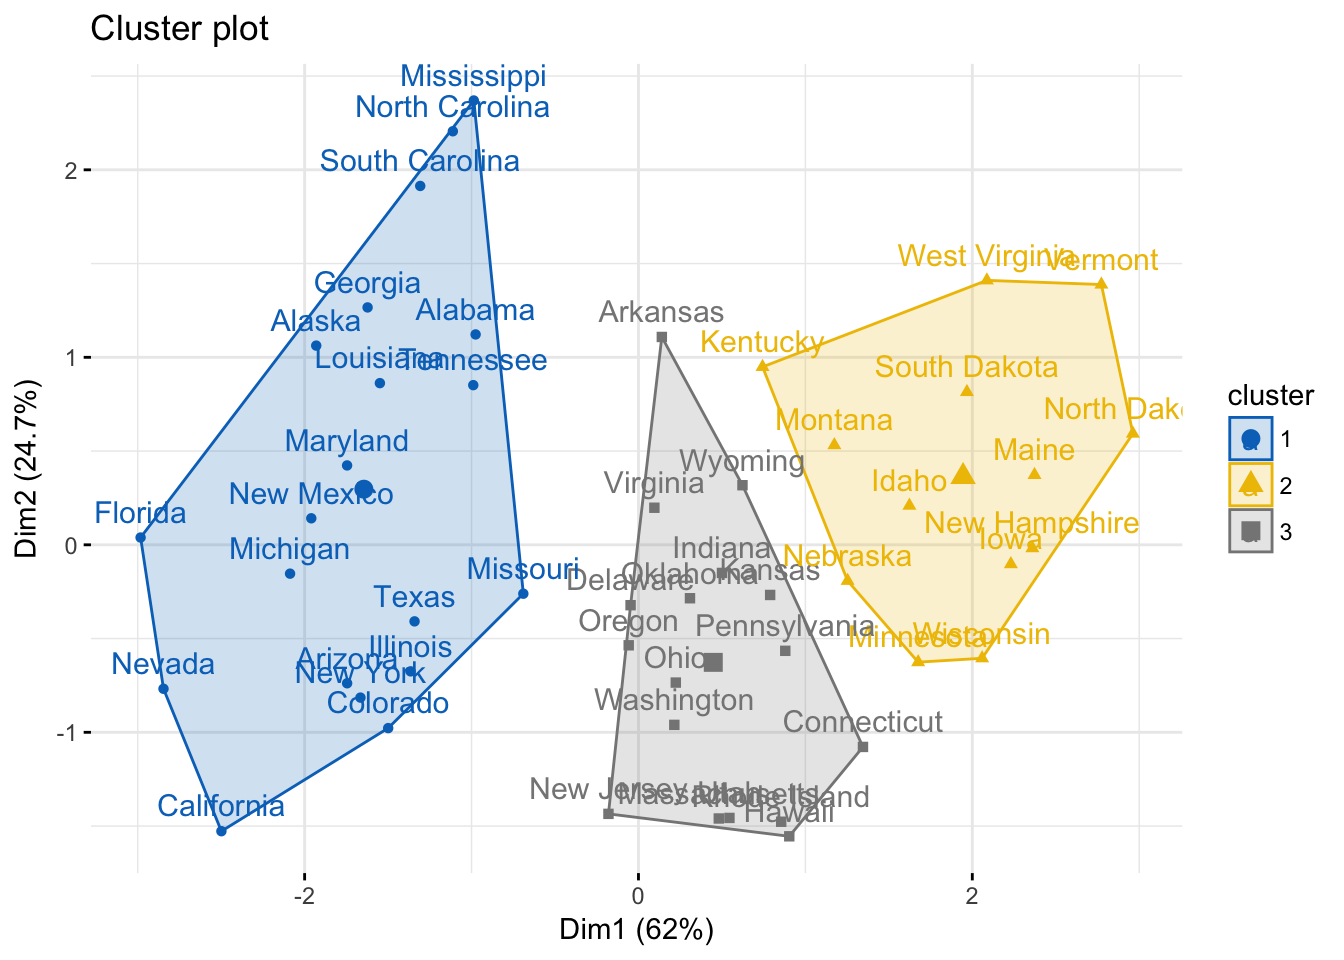 Cluster plot
Mississippi
North Carolina
South Carolina
West Virginia
Vermont
Georgia
Alabama
Alaska
Arkansas
Louisiana
Tennessee
Kentucky
South Dakota
North Dak
Montana
Maryland
Maine
Wyoming
Virginia
Idaho
New Mexico
Florida
New Hampshire
Iowa
Michigan
Indiana
Nebraska
Missouri
Delaware
Oklahoma
Kansas
Texas
Oregon
Pennsylvania
Minnesota
Wisconsin
Illinois
Ohio
Nevada
Arizona
New York
Colorado
Washington
Connecticut
California
New Jersey
Massachusetts
Utah
Rhode Island
Hawaii
2
1
0
-1
-2
0
2
Dim1 (62%)
Dim2 (24.7%)
cluster
a 1
a 2
a 3